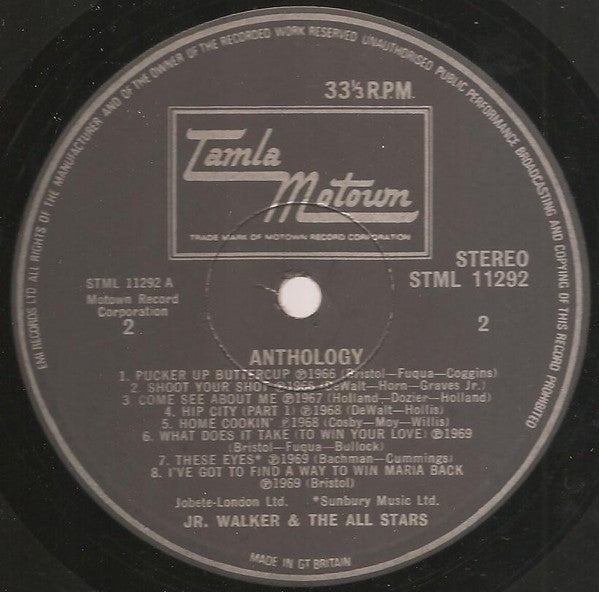 EMI RECORDS LTD. ALL RIGHTS OF THE MANUFACTURER AND OF THE OWNER OF THE RECORDED WORK RESERVED UNAUTHORISED PUBLIC PERFORMANCE BROADCASTING AND COPYING OF THIS RECORD PROHIBITED
33⅓ R.P.M.
Tamla
Motown
TRADE MARK OF MOTOWN RECORD CORPORATION
STEREO
STML 11292
STML 11292 A
Motown Record
Corporation
2
2
ANTHOLOGY
1. PUCKER UP BUTTERCUP ℗1966 (Bristol—Fuqua—Coggins)
2. SHOOT YOUR SHOT ℗1966 (DeWalt—Horn—Graves Jr.)
3. COME SEE ABOUT ME ℗1967 (Holland—Dozier—Holland)
4. HIP CITY (PART 1) ℗1968 (DeWalt—Hollis)
5. HOME COOKIN' ℗1968 (Cosby—Moy—Willis)
6. WHAT DOES IT TAKE (TO WIN YOUR LOVE) ℗1969
(Bristol—Fuqua—Bullock)
7. THESE EYES* ℗1969 (Bachman—Cummings)
8. I'VE GOT TO FIND A WAY TO WIN MARIA BACK
℗1969 (Bristol)
Jobete-London Ltd. *Sunbury Music Ltd.
JR. WALKER & THE ALL STARS
MADE IN GT BRITAIN